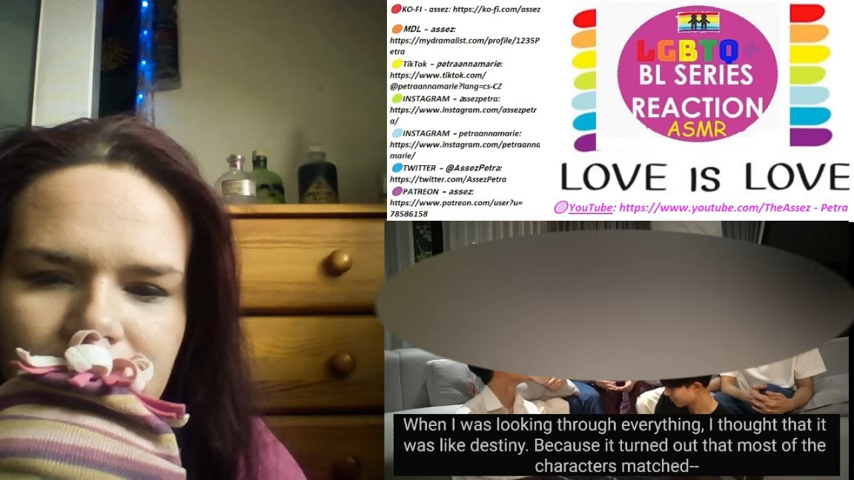 KO-FI - assez: https://ko-fi.com/assez
MDL – assez:
https://mydramalist.com/profile/1235P
etra
TikTok – petraannamarie:
https://www.tiktok.com/
@petraannamarie?lang=cs-CZ
INSTAGRAM – assezpetra:
https://www.instagram.com/assezpetr
a/
INSTAGRAM – petraannamarie:
https://www.instagram.com/petraanna
marie/
TWITTER – @AssezPetra:
https://twitter.com/AssezPetra
PATREON – assez:
https://www.patreon.com/user?u=
78586158
LGBTQ+
BL SERIES
REACTION
ASMR
LOVE IS LOVE
YouTube: https://www.youtube.com/TheAssez - Petra
When I was looking through everything, I thought that it
was like destiny. Because it turned out that most of the
characters matched--